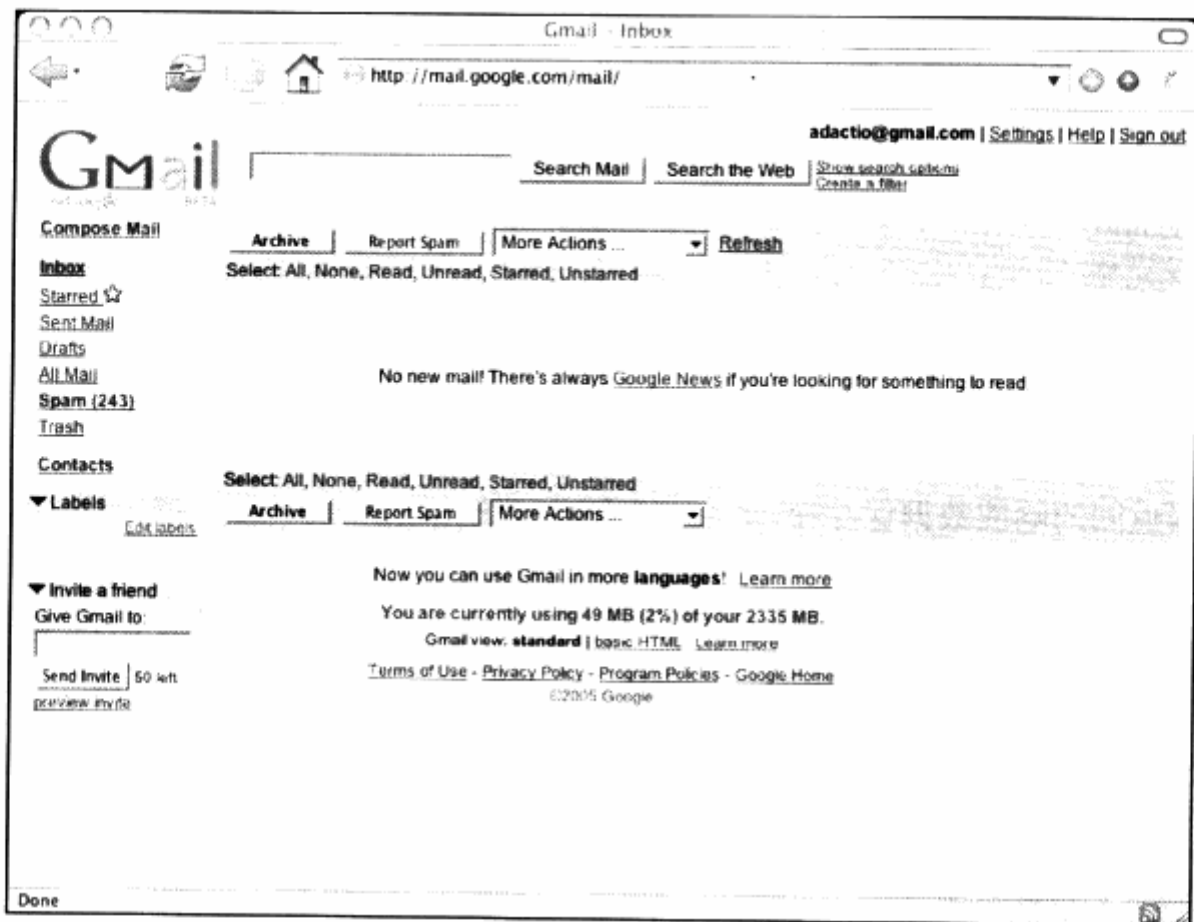 Gmail - Inbox
http://mail.google.com/mail/
adactio@gmail.com | Settings | Help | Sign out
Gmail
BETA
Search Mail
Search the Web
Show search options
Create a filter
Compose Mail
Archive
Report Spam
More Actions ...
Refresh
Select: All, None, Read, Unread, Starred, Unstarred
Inbox
Starred
Sent Mail
Drafts
All Mail
Spam (243)
Trash
Contacts
Labels
Edit labels
No new mail! There's always Google News if you're looking for something to read
Select: All, None, Read, Unread, Starred, Unstarred
Archive
Report Spam
More Actions ...
Invite a friend
Give Gmail to:
Send Invite 50 left
preview invite
Now you can use Gmail in more languages! Learn more
You are currently using 49 MB (2%) of your 2335 MB.
Gmail view: standard | basic HTML Learn more
Terms of Use - Privacy Policy - Program Policies - Google Home
©2005 Google
Done